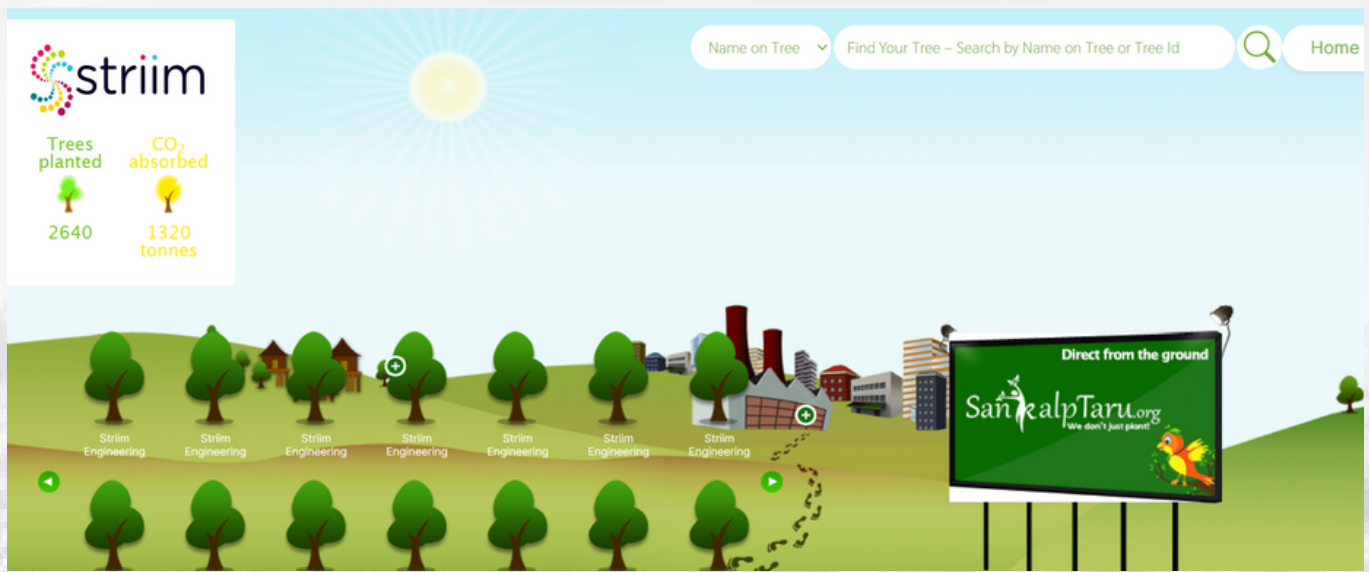 striim
Name on Tree
Find Your Tree – Search by Name on Tree or Tree Id
Home
Trees
planted
CO₂
absorbed
2640
1320
tonnes
Direct from the ground
SankalpTaru.org
We don't just plant!
Striim
Engineering
Striim
Engineering
Striim
Engineering
Striim
Engineering
Striim
Engineering
Striim
Engineering
Striim
Engineering